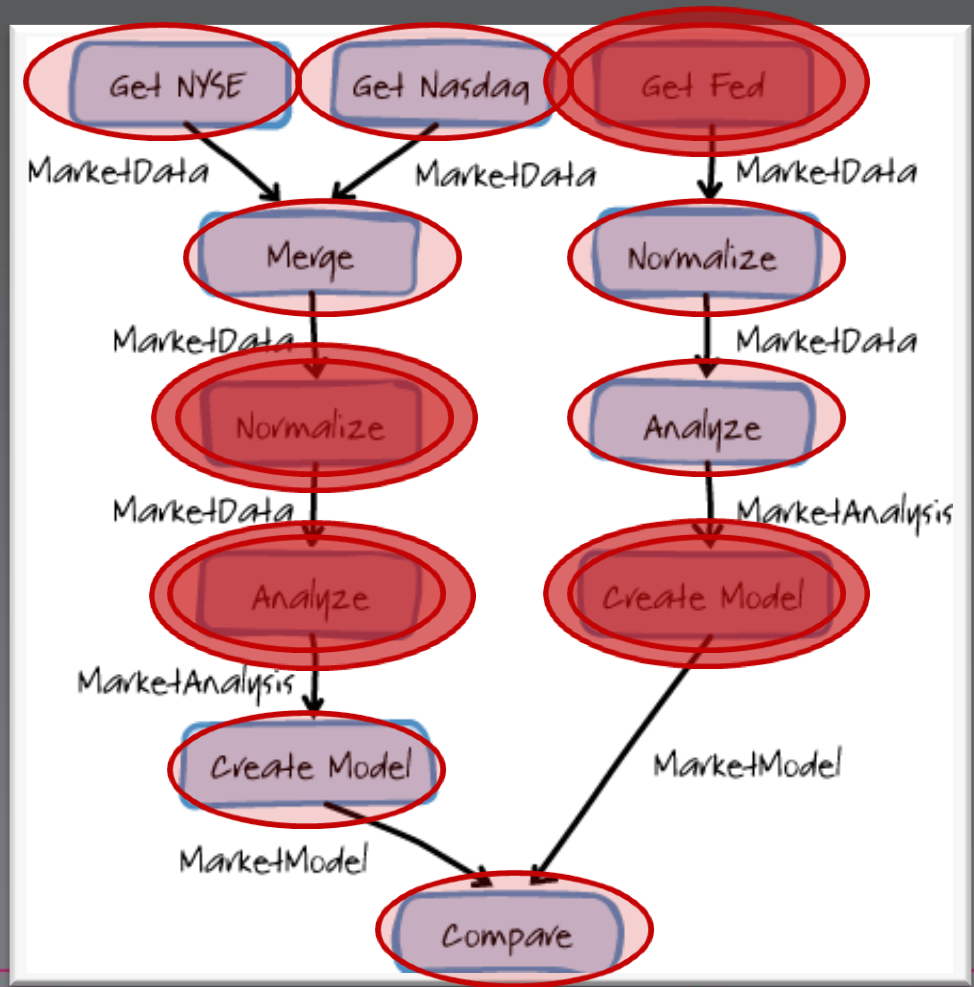 Get NYSE
Get Nasdaq
Get Fed
MarketData
MarketData
MarketData
Merge
Normalize
MarketData
MarketData
Normalize
Analyze
MarketData
MarketAnalysis
Analyze
Create Model
MarketAnalysis
Create Model
MarketModel
MarketModel
Compare